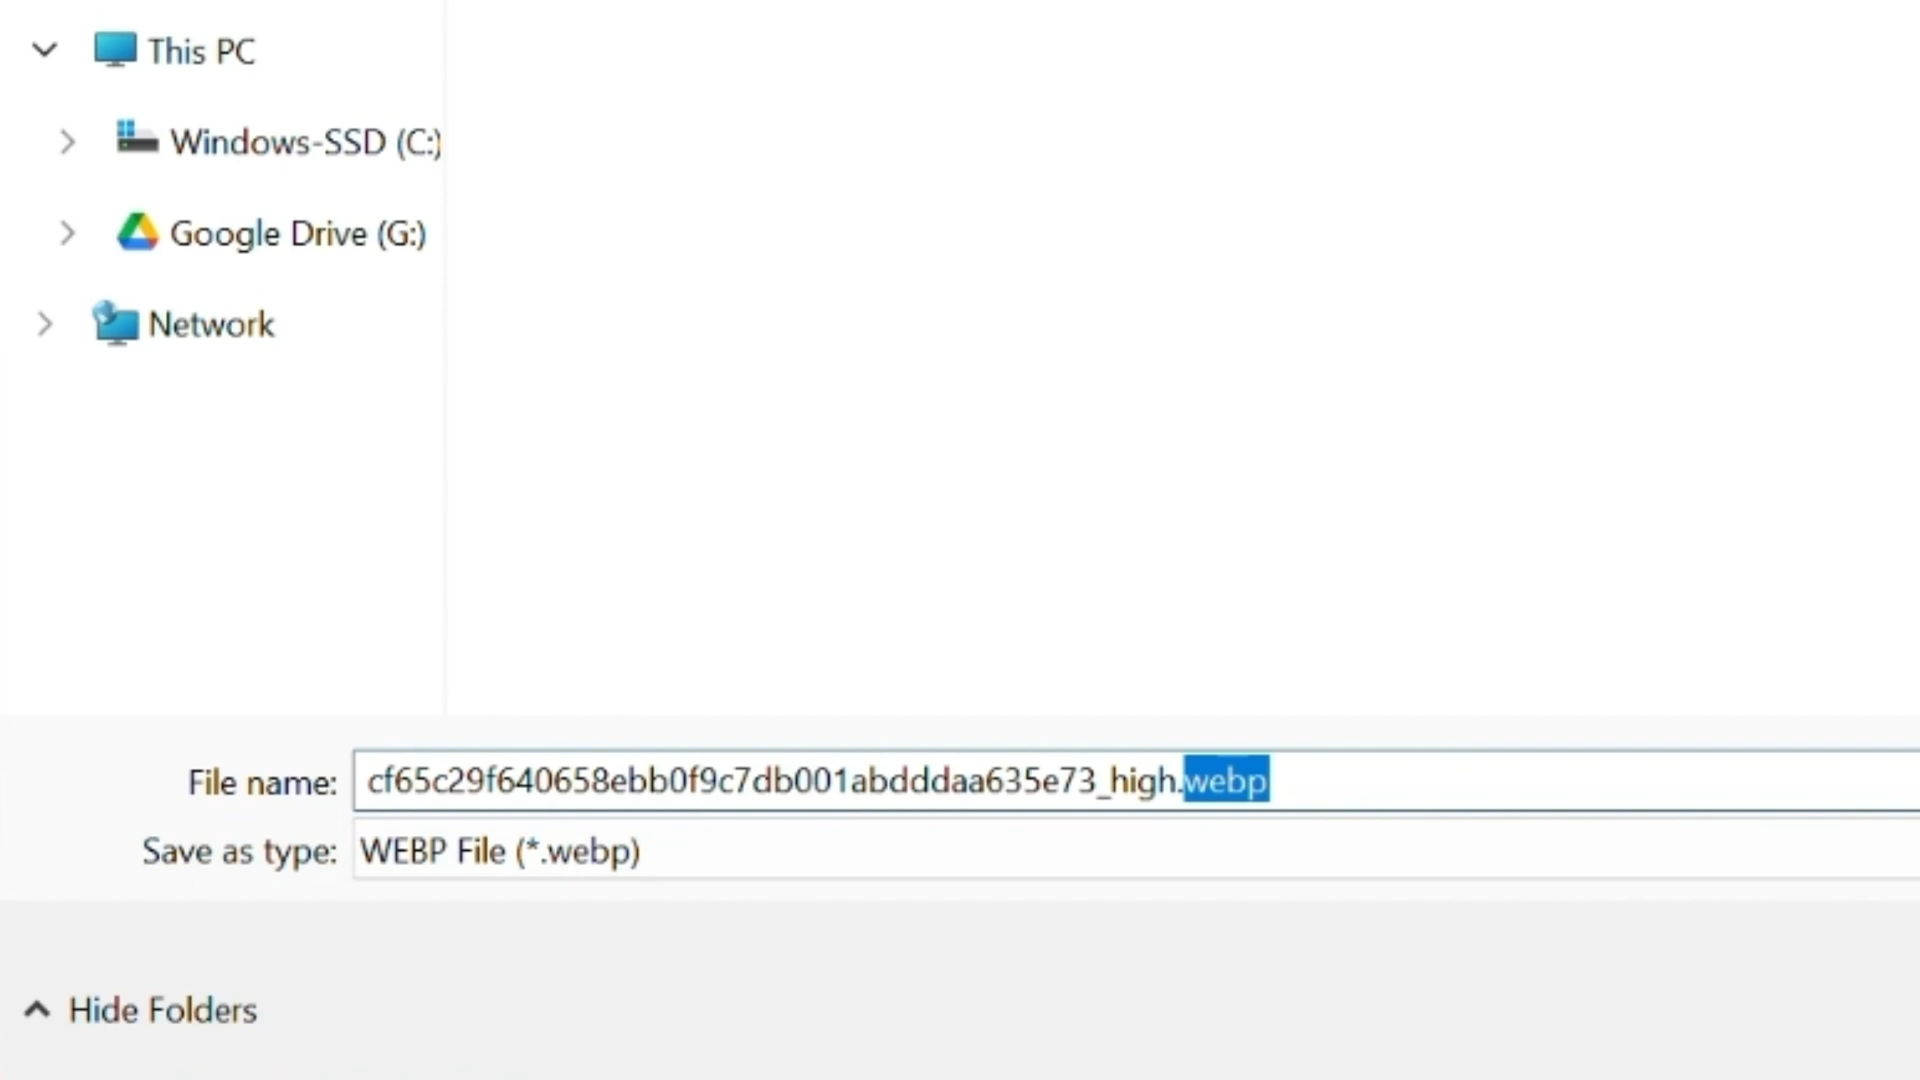 This PC
Windows-SSD (C:)
Google Drive (G:)
Network
File name: cf65c29f640658ebb0f9c7db001abdddaa635e73_high.webp
Save as type: WEBP File (*.webp)
Hide Folders